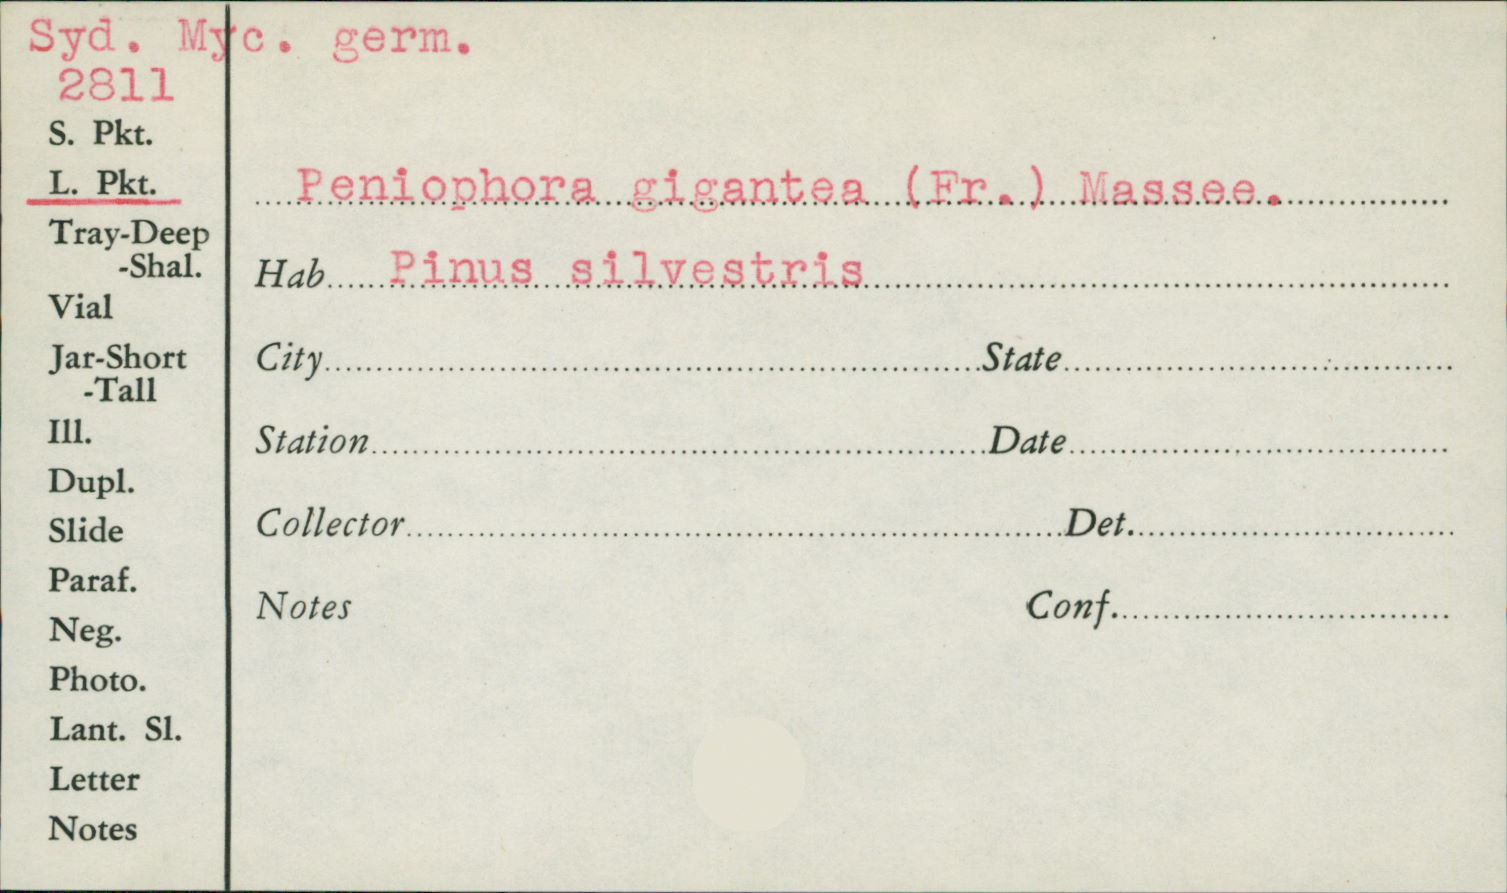 Syd. Myc. germ.
2811
S. Pkt.
L. Pkt.
Tray-Deep
-Shal.
Vial
Jar-Short
-Tall
Ill.
Dupl.
Slide
Paraf.
Neg.
Photo.
Lant. Sl.
Letter
Notes
Peniophora gigantea (Fr.) Massee.
Hab Pinus silvestris
City State
Station Date
Collector Det.
Notes Conf.